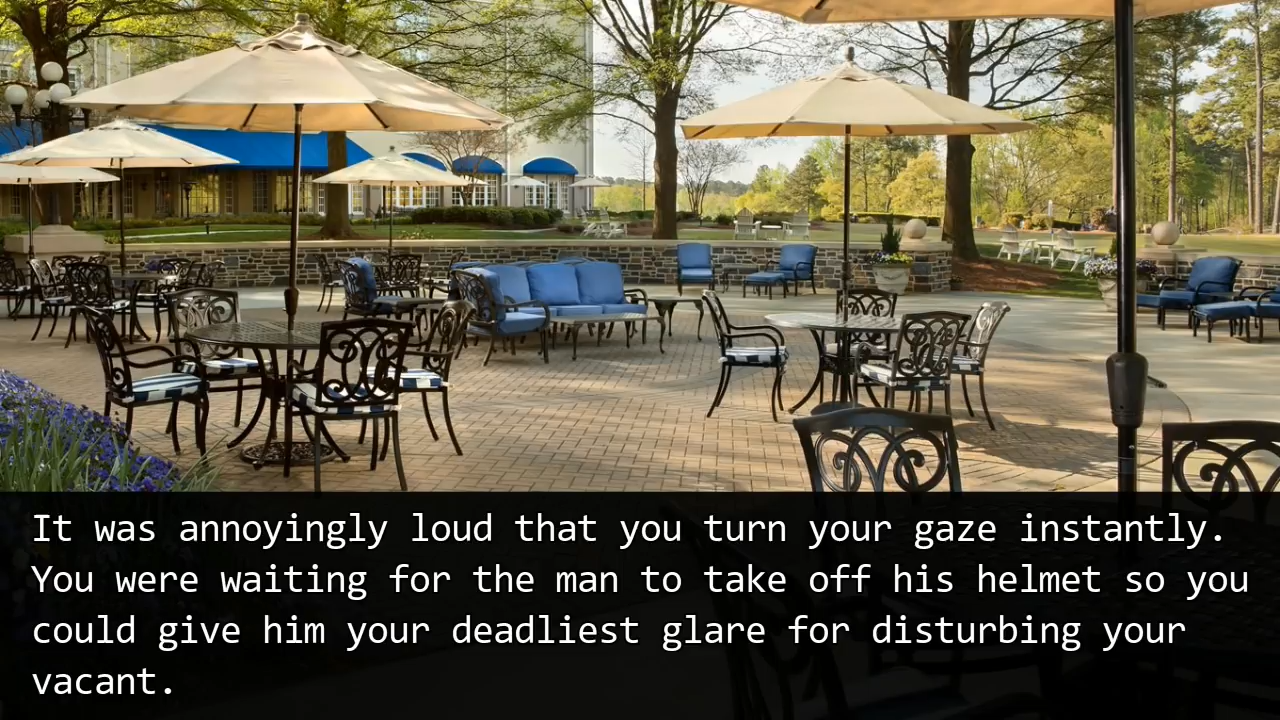 It was annoyingly loud that you turn your gaze instantly.
You were waiting for the man to take off his helmet so you
could give him your deadliest glare for disturbing your
vacant.